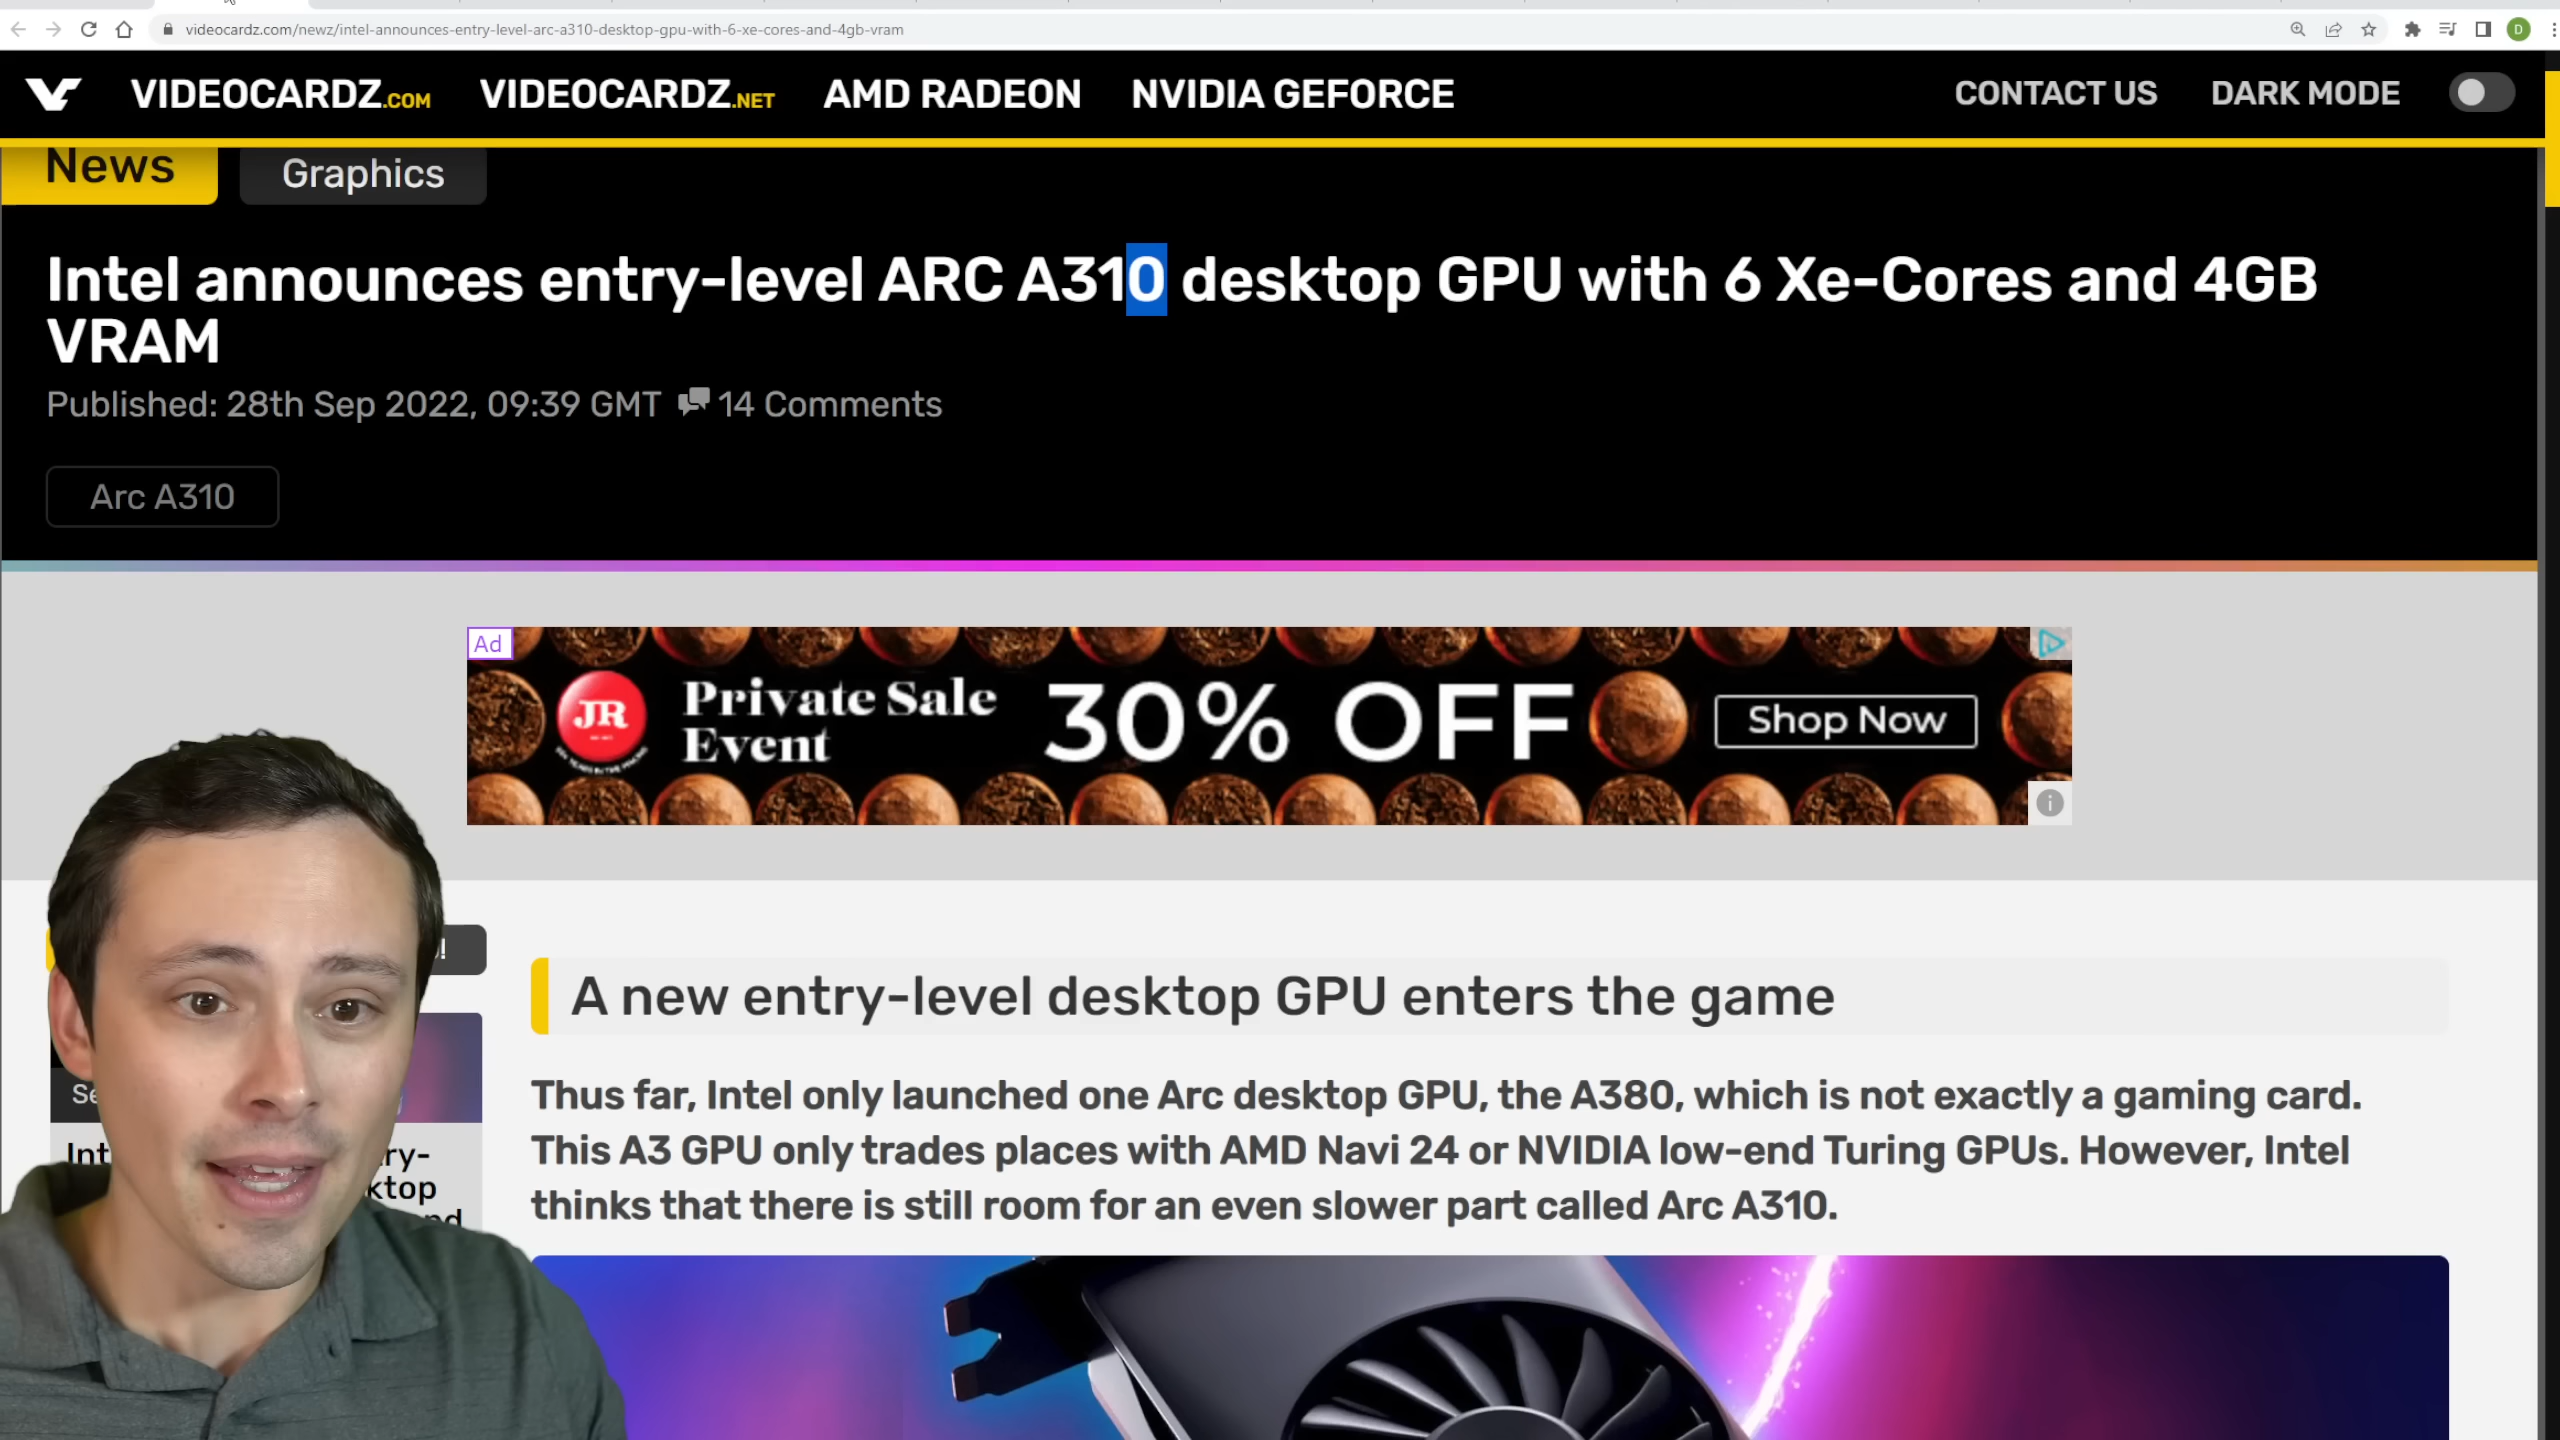 videocardz.com/newz/intel-announces-entry-level-arc-a310-desktop-gpu-with-6-xe-cores-and-4gb-vram
D
VIDEOCARDZ.COM VIDEOCARDZ.NET AMD RADEON NVIDIA GEFORCE CONTACT US DARK MODE
News Graphics
Intel announces entry-level ARC A310 desktop GPU with 6 Xe-Cores and 4GB
VRAM
Published: 28th Sep 2022, 09:39 GMT 14 Comments
Arc A310
Ad
JR
Private Sale
Event
30% OFF
Shop Now
!
A new entry-level desktop GPU enters the game
Thus far, Intel only launched one Arc desktop GPU, the A380, which is not exactly a gaming card.
This A3 GPU only trades places with AMD Navi 24 or NVIDIA low-end Turing GPUs. However, Intel
thinks that there is still room for an even slower part called Arc A310.
Se
Int ry-
ktop
nd